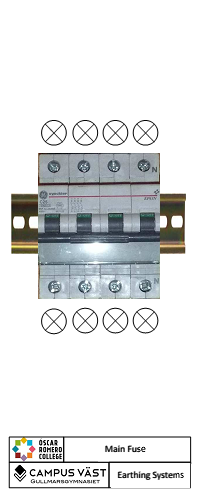 N
N
OSCAR
ROMERO
COLLEGE
Main Fuse
CAMPUS VÄST
GULLMARSGYMNASIET
Earthing Systems